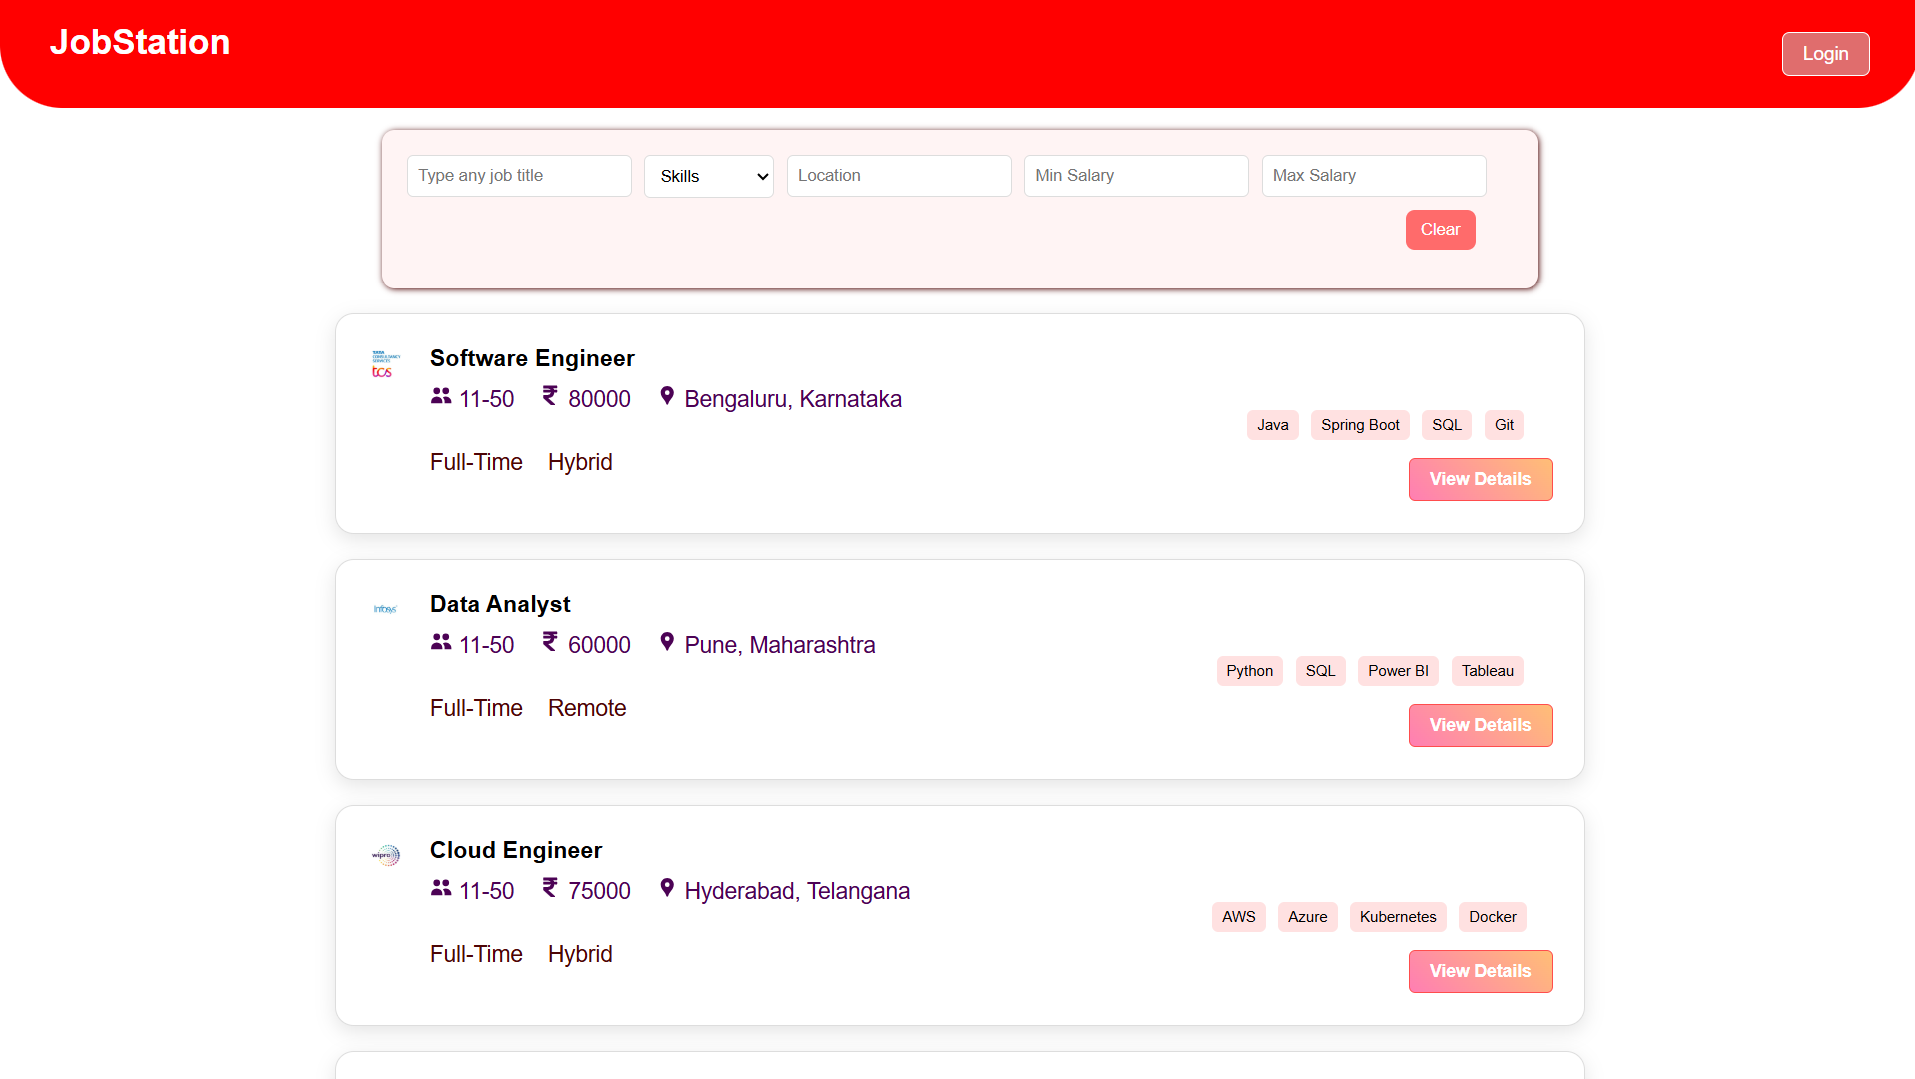 JobStation
Login
Type any job title
Skills
Location
Min Salary
Max Salary
Clear
TATA
CONSULTANCY
SERVICES
tcs
Software Engineer
11-50 ₹ 80000 Bengaluru, Karnataka
Java Spring Boot SQL Git
Full-Time Hybrid
View Details
Infosys
Data Analyst
11-50 ₹ 60000 Pune, Maharashtra
Python SQL Power BI Tableau
Full-Time Remote
View Details
wipro
Cloud Engineer
11-50 ₹ 75000 Hyderabad, Telangana
AWS Azure Kubernetes Docker
Full-Time Hybrid
View Details